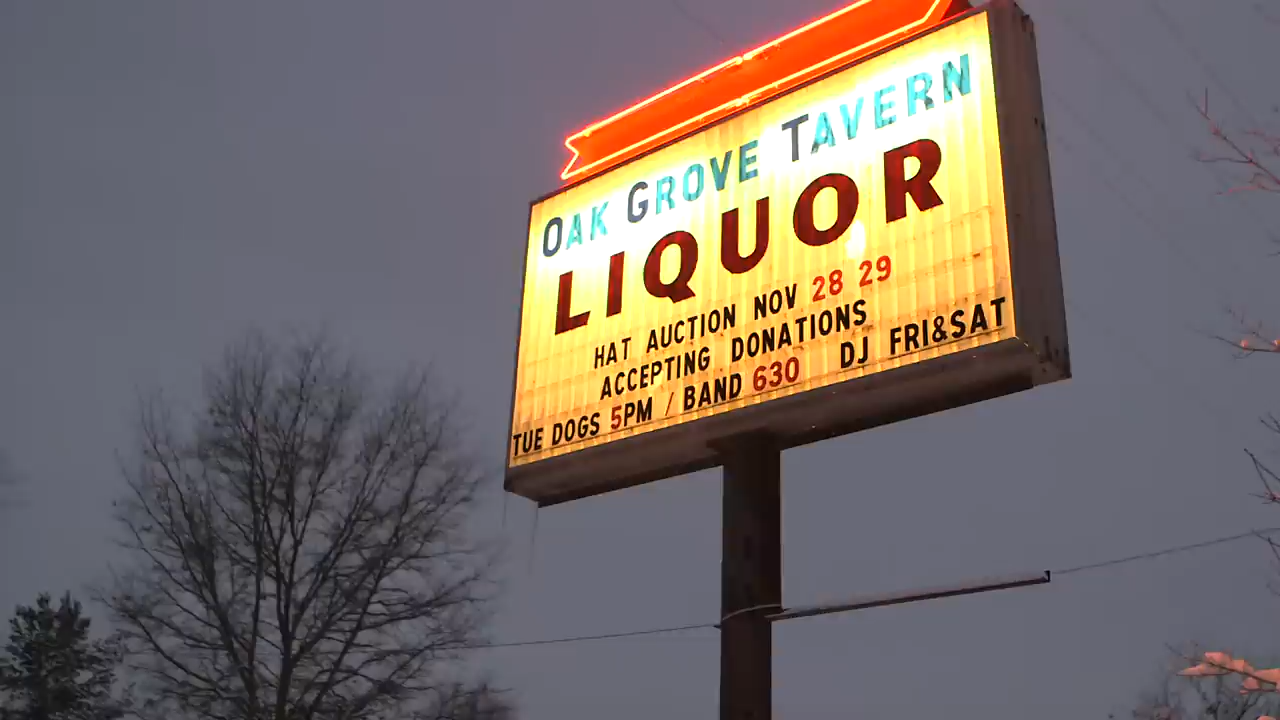 OAK GROVE TAVERN
LIQUOR
HAT AUCTION NOV 28 29
ACCEPTING DONATIONS
TUE DOGS 5PM / BAND 630 DJ FRI&SAT